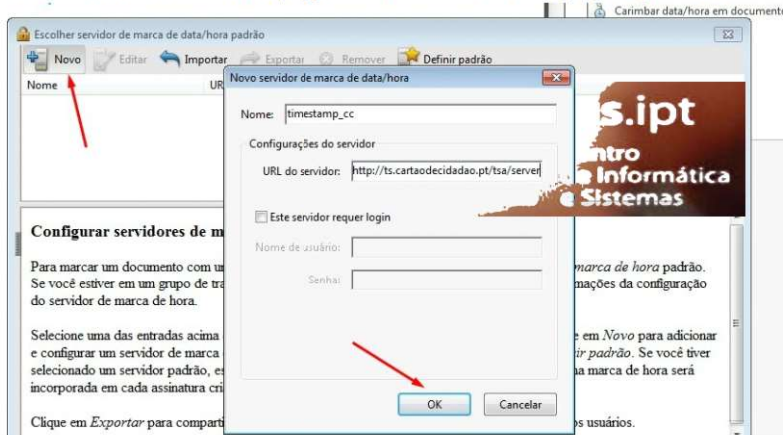 Carimbar data/hora em documento
Escolher servidor de marca de data/hora padrão
Novo Editar Importar Exportar Remover Definir padrão
Nome UR
Novo servidor de marca de data/hora
Nome: timestamp_cc
Configurações do servidor
URL do servidor: http://ts.cartaodecidadao.pt/tsa/server
Este servidor requer login
Nome de usuário:
Senha:
OK Cancelar
s.ipt
ntro
e Informática
e Sistemas
Configurar servidores de m
Para marcar um documento com um marca de hora padrão.
Se você estiver em um grupo de tra mações da configuração
do servidor de marca de hora.
Selecione uma das entradas acima e em Novo para adicionar
e configurar um servidor de marca ir padrão. Se você tiver
selecionado um servidor padrão, es na marca de hora será
incorporada em cada assinatura cri
Clique em Exportar para comparti os usuários.